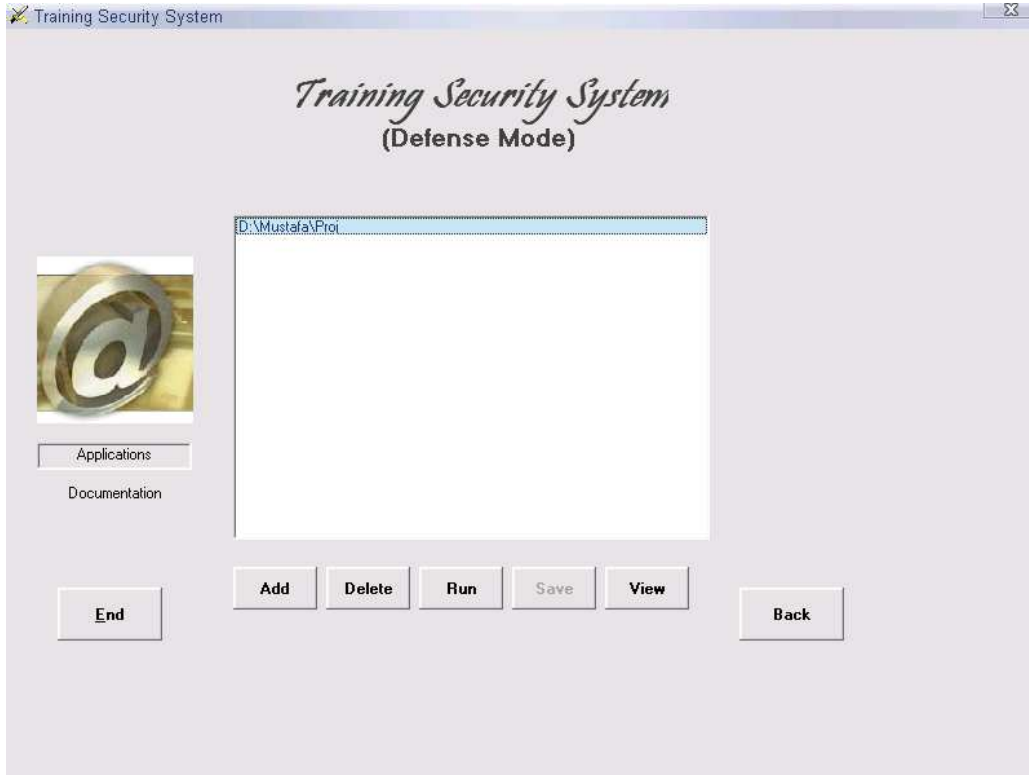 Training Security System
Training Security System
(Defense Mode)
D:\Mustafa\Proj
Applications
Documentation
Add Delete Run Save View
End Back